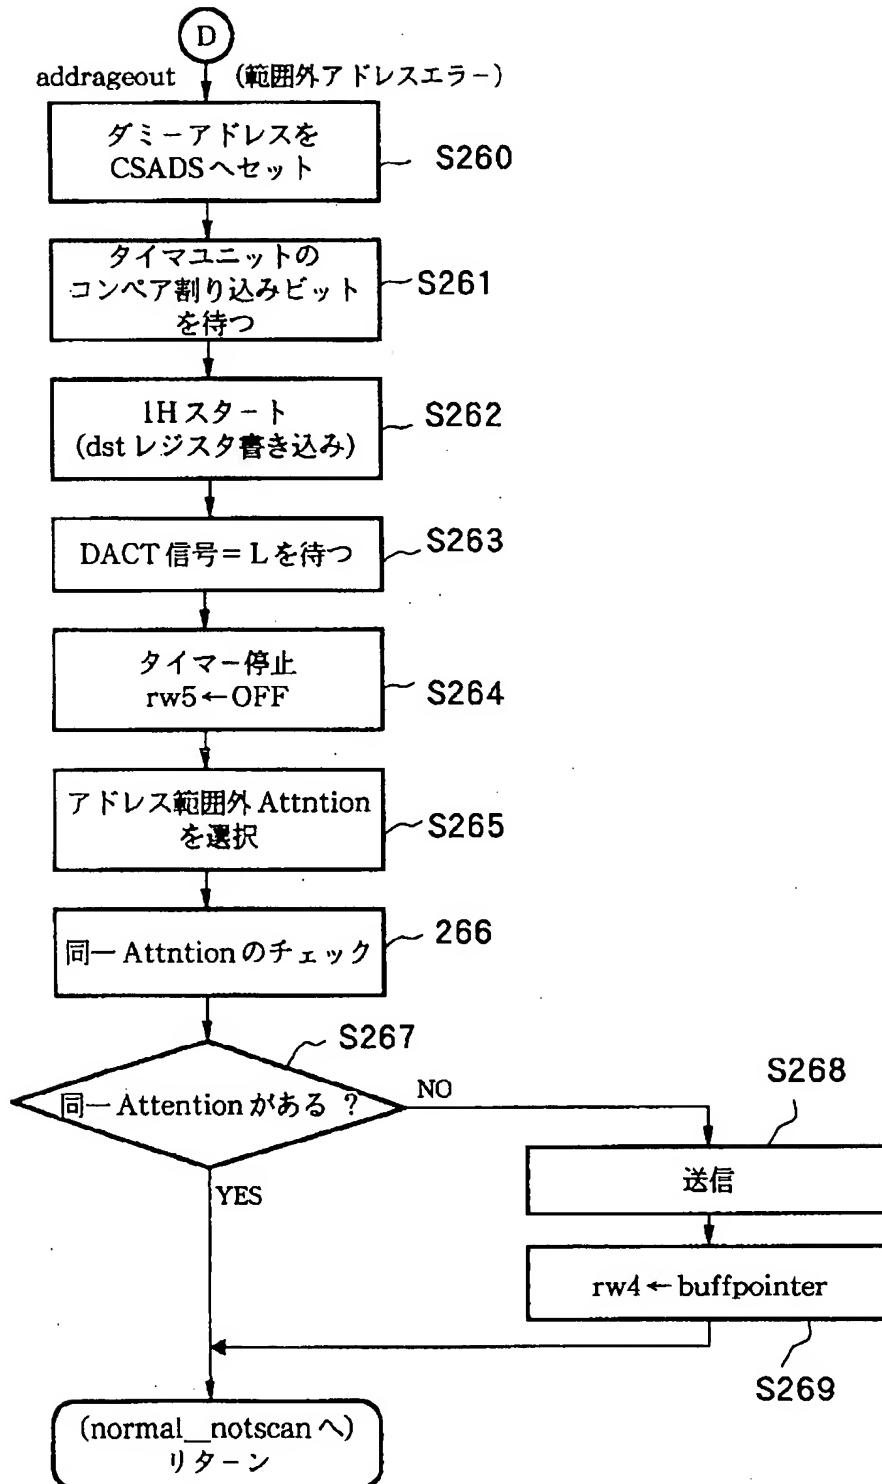 D
addrageout (範囲外アドレスエラー)
ダミーアドレスを
CSADSへセット
S260
タイマユニットの
コンペア割り込みビット
を待つ
S261
1Hスタート
(dstレジスタ書き込み)
S262
DACT信号=Lを待つ
S263
タイマー停止
rw5←OFF
S264
アドレス範囲外Attntion
を選択
S265
同一Attntionのチェック
266
S267
同一Attentionがある ?
NO
YES
S268
送信
rw4←buffpointer
S269
(normal__notscanへ)
リターン